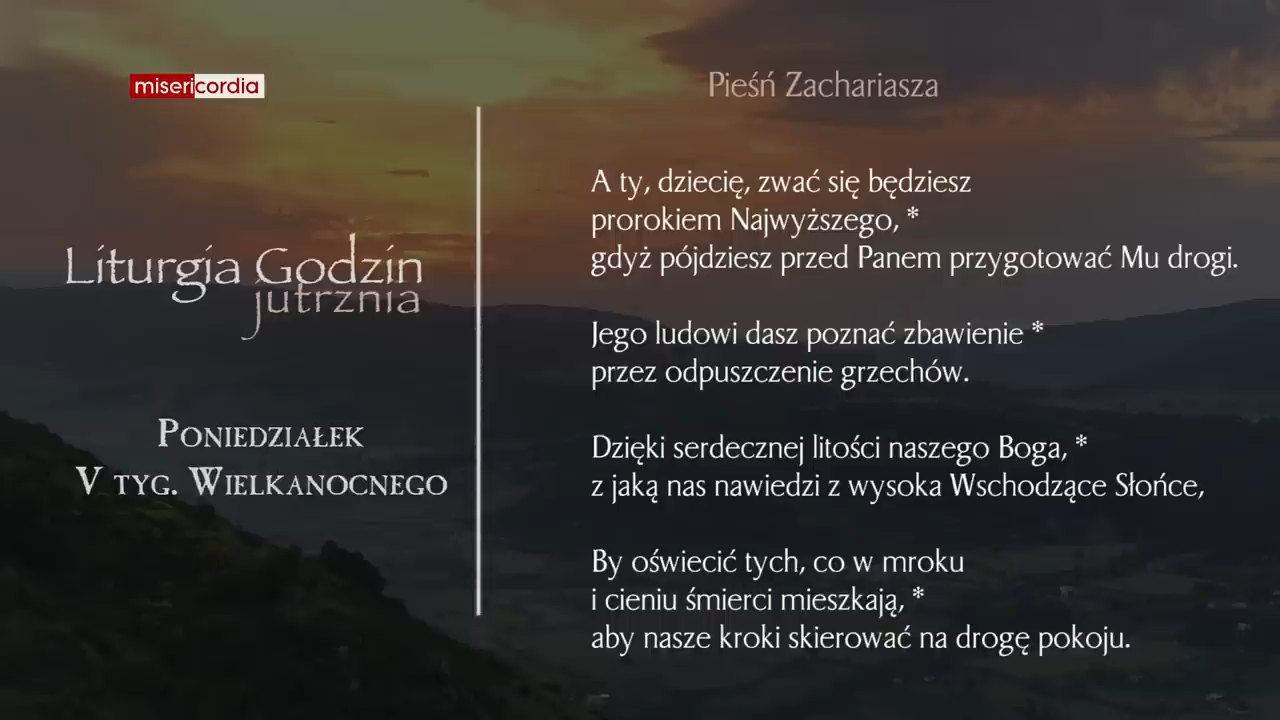 misericordia
Liturgia Godzin
jutrznia
Poniedziałek
V tyg. Wielkanocnego
Pieśń Zachariasza
A ty, dziecię, zwać się będziesz
prorokiem Najwyższego, *
gdyż pójdziesz przed Panem przygotować Mu drogi.
Jego ludowi dasz poznać zbawienie *
przez odpuszczenie grzechów.
Dzięki serdecznej litości naszego Boga, *
z jaką nas nawiedzi z wysoka Wschodzące Słońce,
By oświecić tych, co w mroku
i cieniu śmierci mieszkają, *
aby nasze kroki skierować na drogę pokoju.